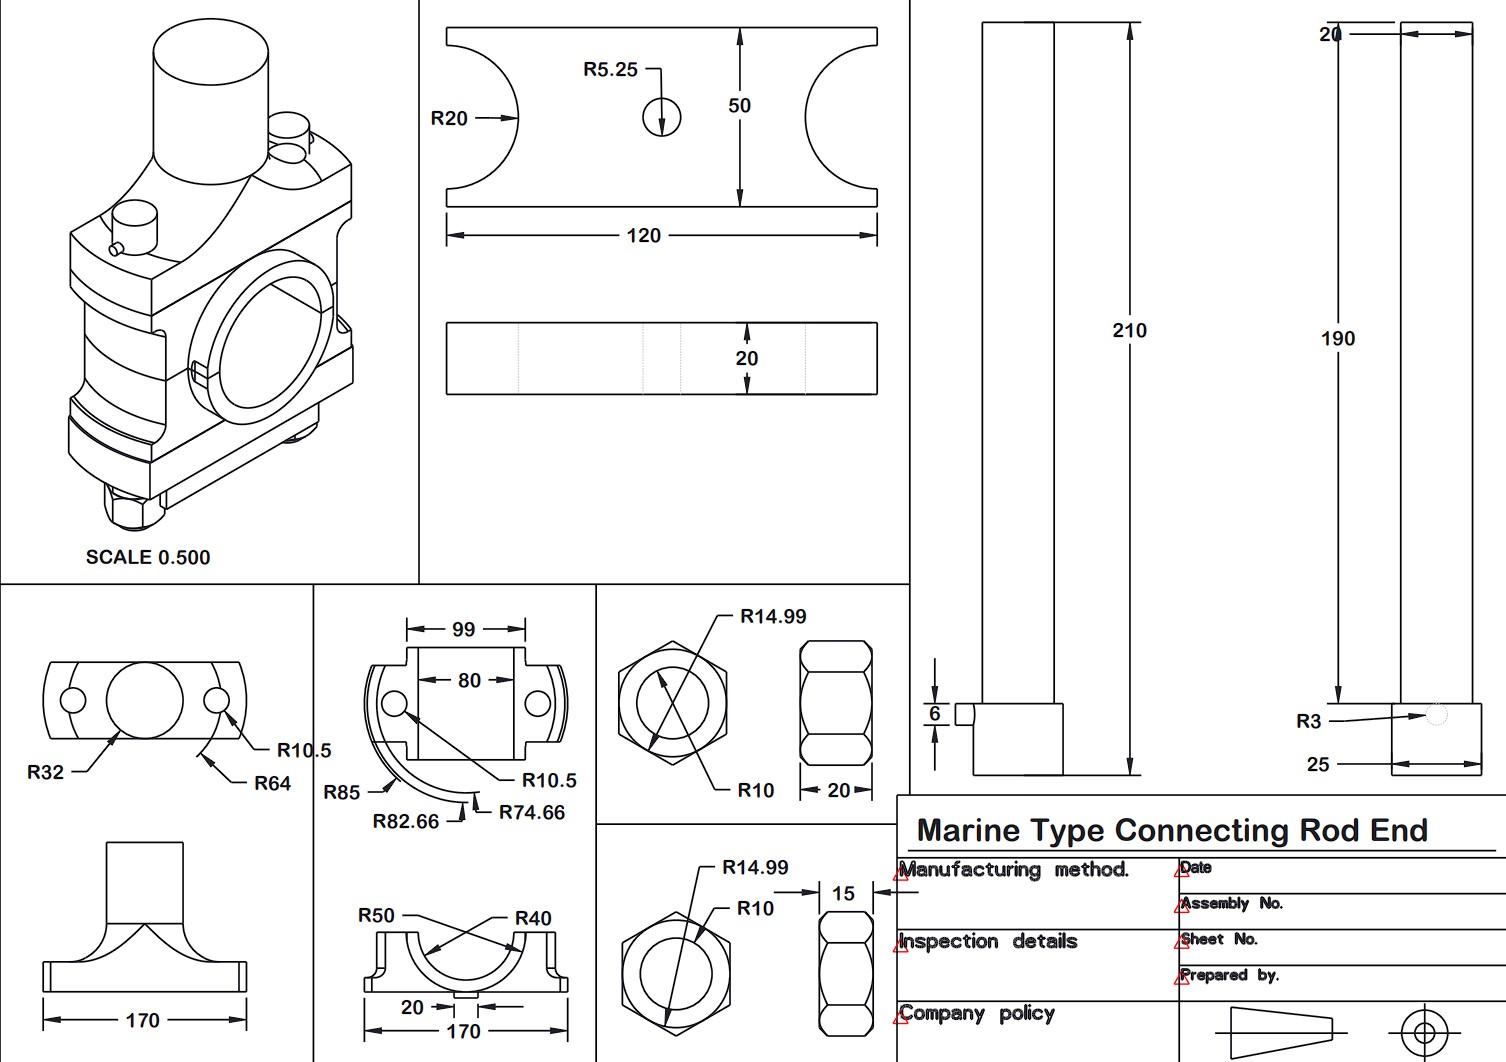 SCALE 0.500
R5.25
R20
50
120
20
20
210
190
6
R3
25
R10.5
R32
R64
170
99
80
R10.5
R85
R82.66
R74.66
R50
R40
20
170
R14.99
R10
20
R14.99
R10
15
Marine Type Connecting Rod End
Manufacturing method.
Date
Assembly No.
Inspection details
Sheet No.
Prepared by.
Company policy